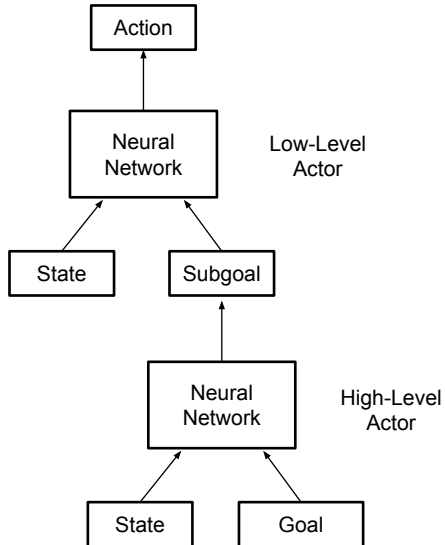 Action
Neural
Network
Low-Level
Actor
State
Subgoal
Neural
Network
High-Level
Actor
State
Goal